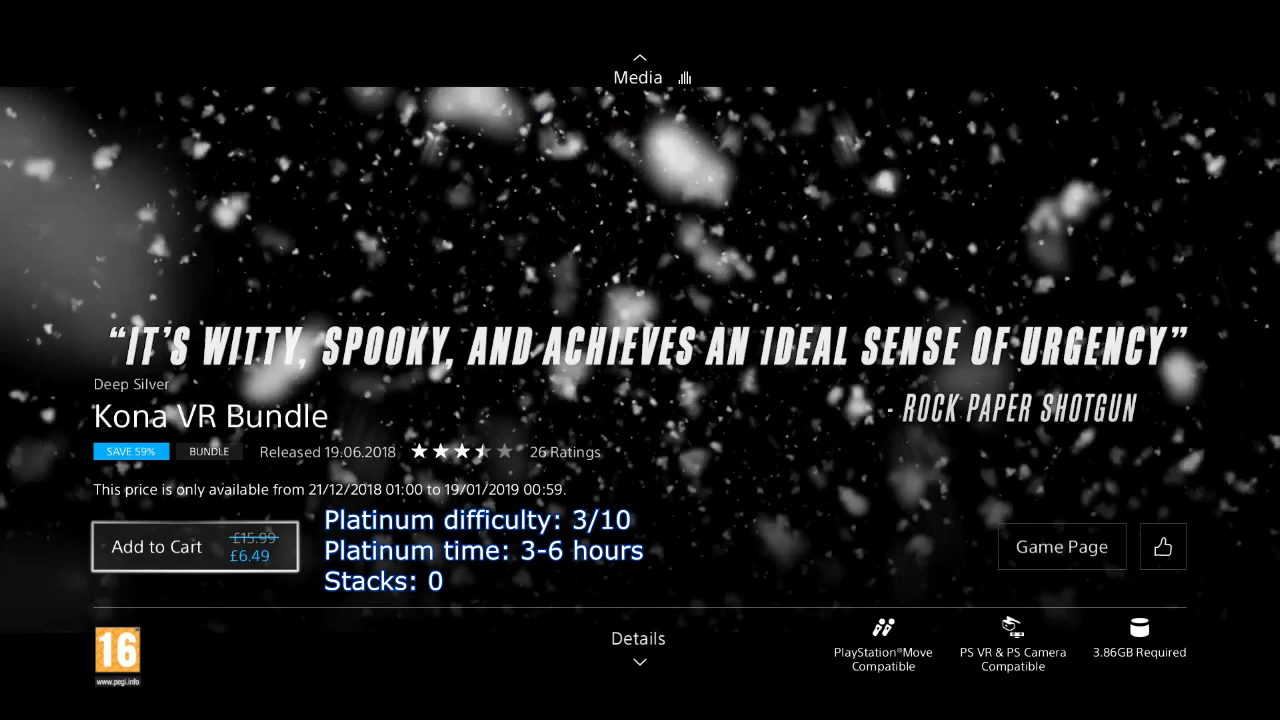 Media
“IT’S WITTY, SPOOKY, AND ACHIEVES AN IDEAL SENSE OF URGENCY”
- ROCK PAPER SHOTGUN
Deep Silver
Kona VR Bundle
SAVE 59% BUNDLE Released 19.06.2018 26 Ratings
This price is only available from 21/12/2018 01:00 to 19/01/2019 00:59.
Add to Cart £15.99 £6.49
Platinum difficulty: 3/10
Platinum time: 3-6 hours
Stacks: 0
Game Page
16
www.pegi.info
Details
PlayStation®Move
Compatible
PS VR & PS Camera
Compatible
3.86GB Required